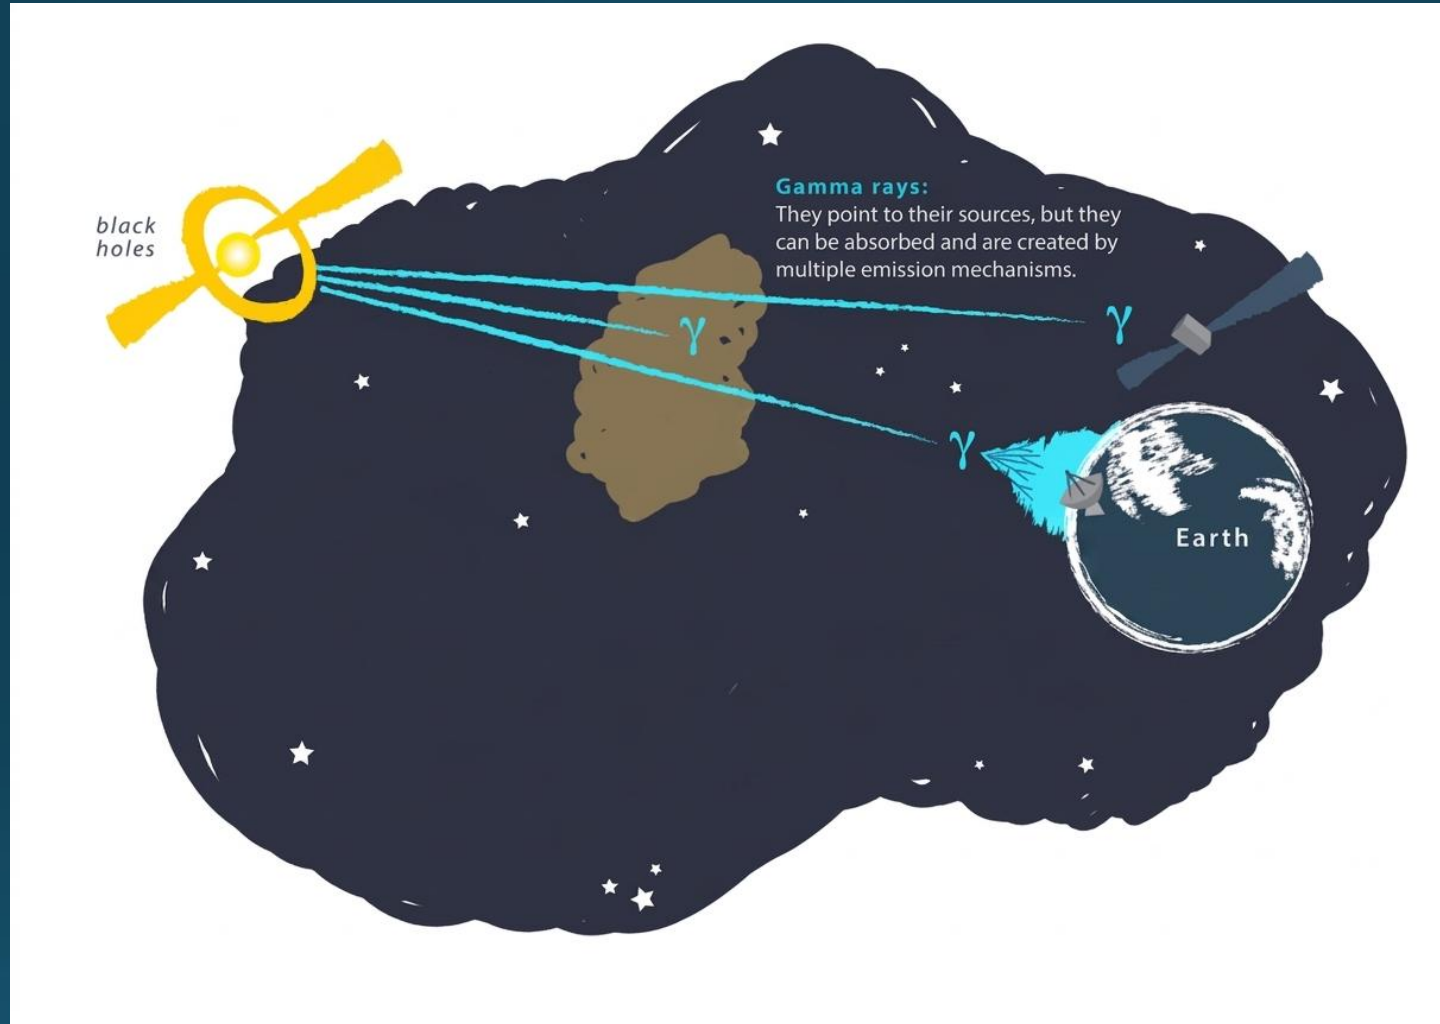 Gamma rays:
They point to their sources, but they
can be absorbed and are created by
multiple emission mechanisms.
black
holes
γ
γ
γ
Earth